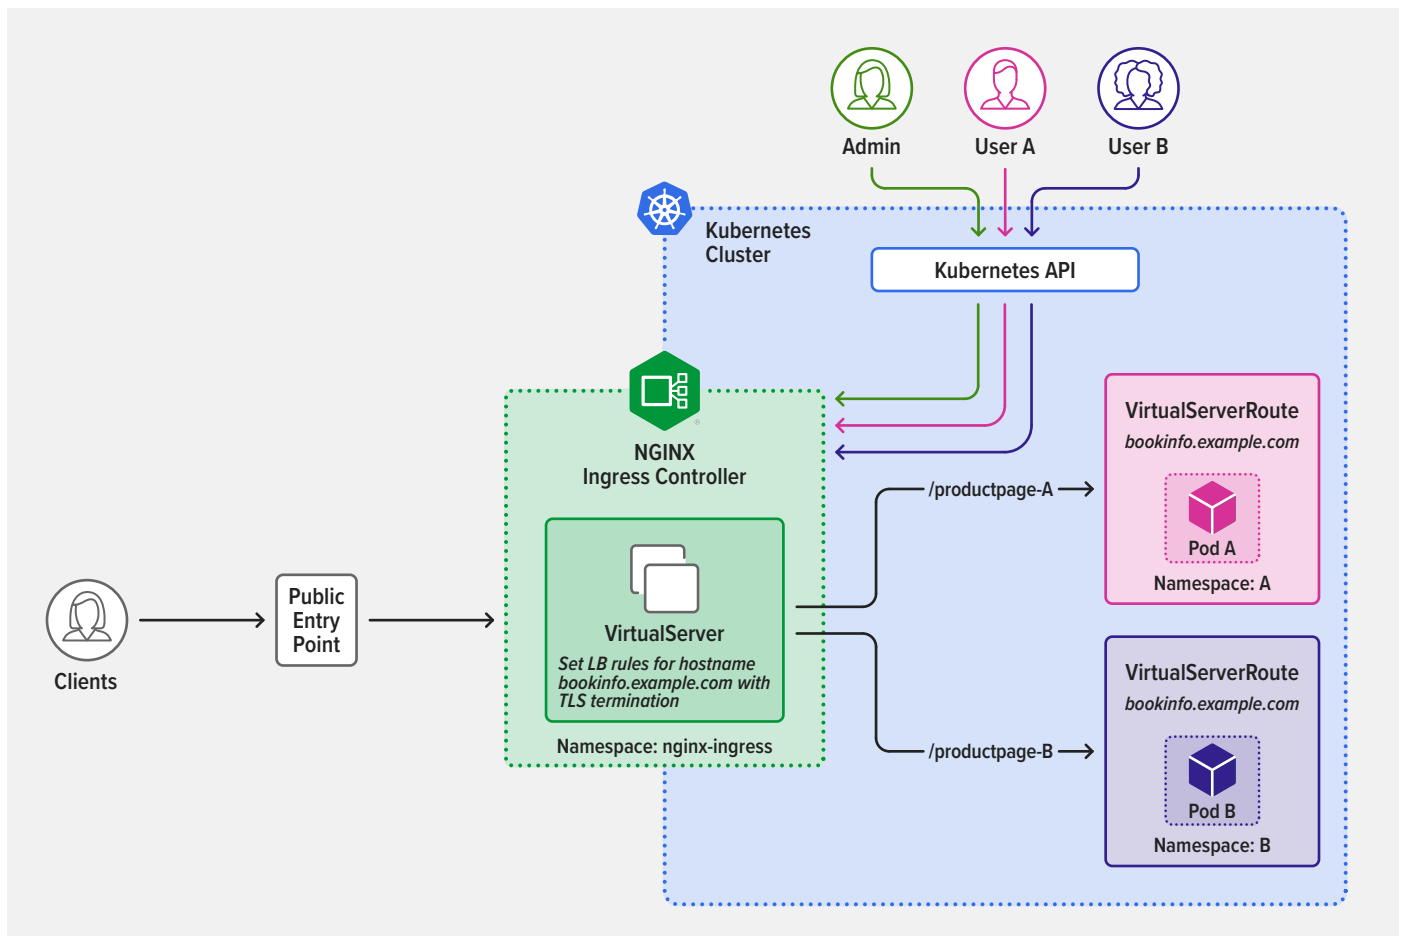 Admin
User A
User B
Kubernetes
Cluster
Kubernetes API
NGINX
Ingress Controller
VirtualServer
Set LB rules for hostname
bookinfo.example.com with
TLS termination
Namespace: nginx-ingress
Clients
Public
Entry
Point
/productpage-A
/productpage-B
VirtualServerRoute
bookinfo.example.com
Pod A
Namespace: A
VirtualServerRoute
bookinfo.example.com
Pod B
Namespace: B